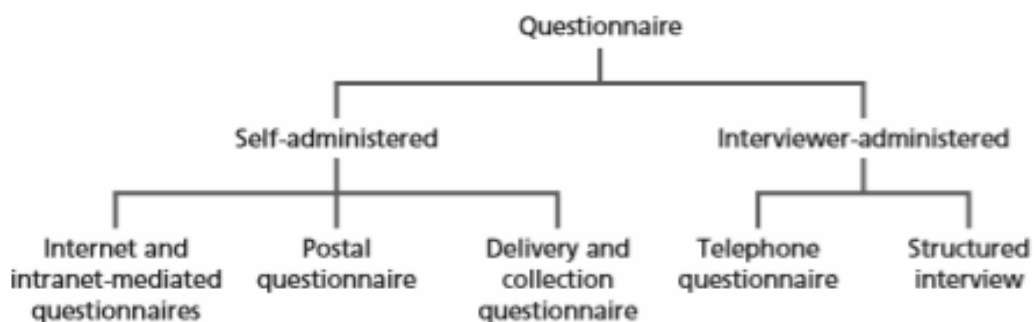 Questionnaire
Self-administered
Interviewer-administered
Internet and
intranet-mediated
questionnaires
Postal
questionnaire
Delivery and
collection
questionnaire
Telephone
questionnaire
Structured
interview